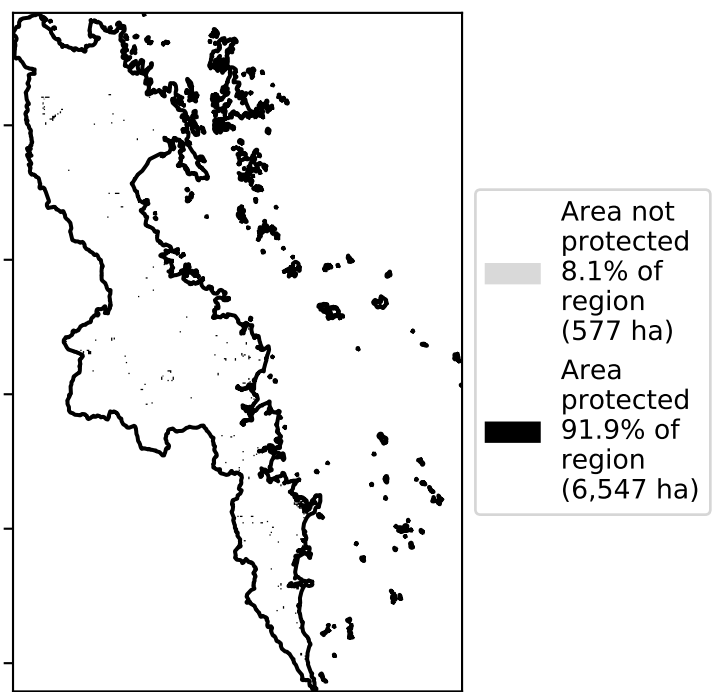 Area not
protected
8.1% of
region
(577 ha)
Area
protected
91.9% of
region
(6,547 ha)